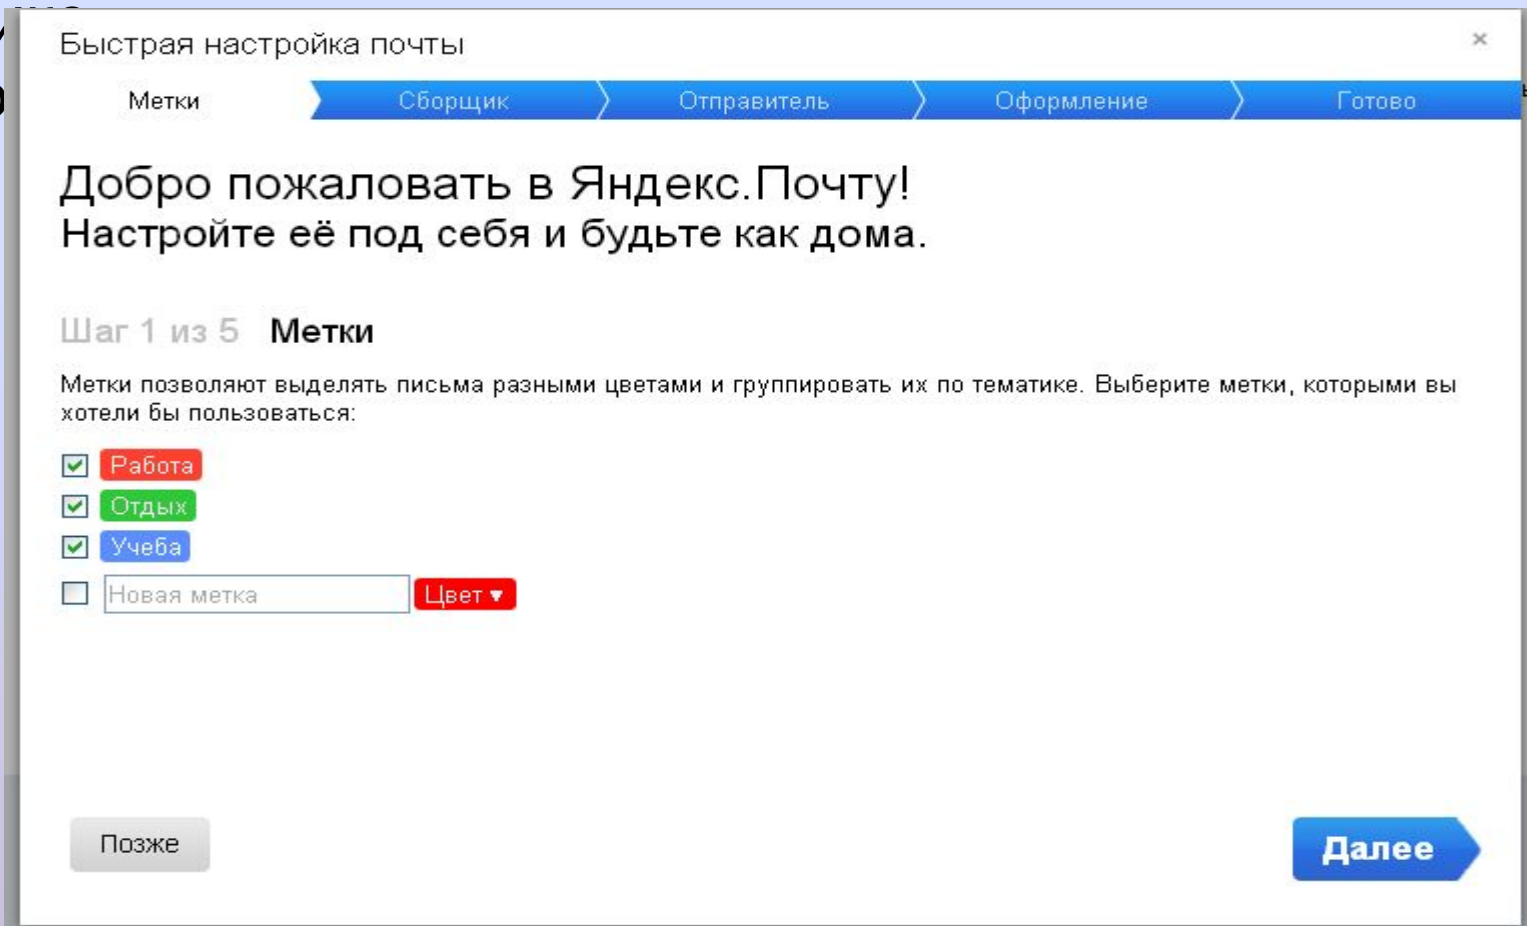 Быстрая настройка почты ×
Метки Сборщик Отправитель Оформление Готово
Добро пожаловать в Яндекс.Почту!
Настройте её под себя и будьте как дома.
Шаг 1 из 5 Метки
Метки позволяют выделять письма разными цветами и группировать их по тематике. Выберите метки, которыми вы
хотели бы пользоваться:
Работа
Отдых
Учеба
Новая метка Цвет ▼
Позже Далее